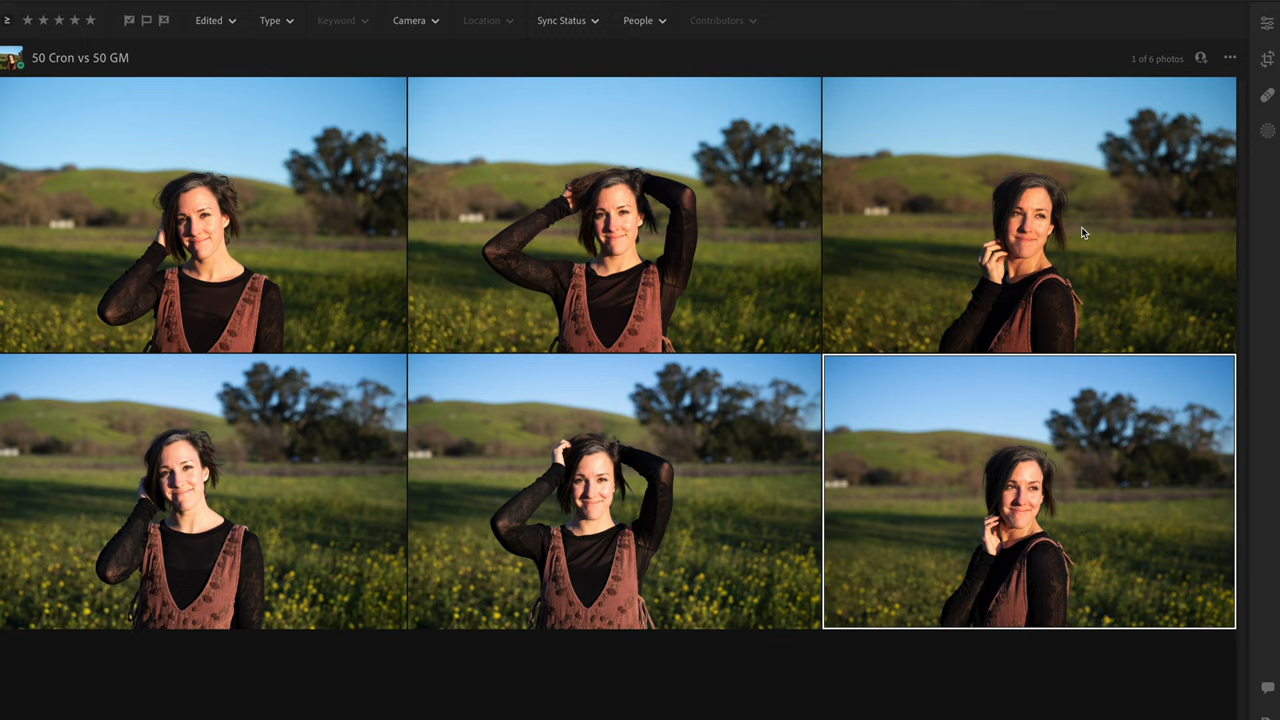 ≥ Edited Type Keyword Camera Location Sync Status People Contributors
50 Cron vs 50 GM 1 of 6 photos